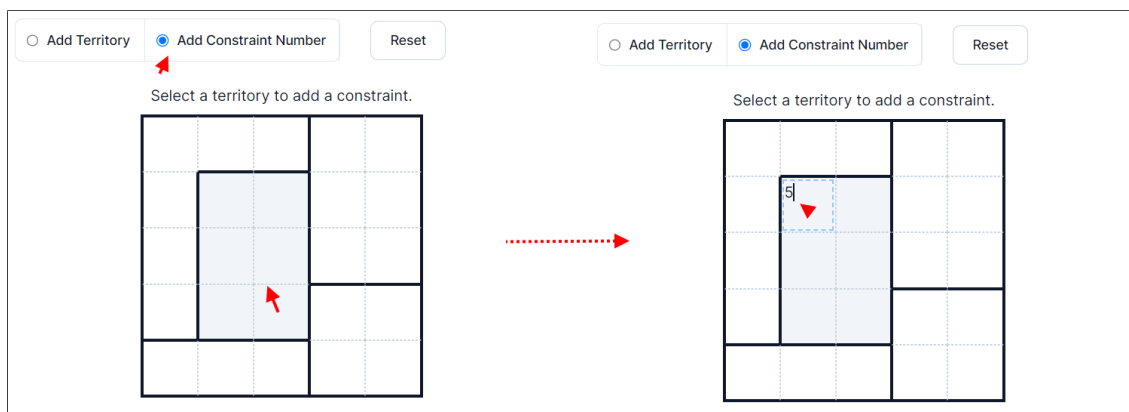 Add Territory Add Constraint Number Reset
Add Territory Add Constraint Number Reset
Select a territory to add a constraint.
Select a territory to add a constraint.
5